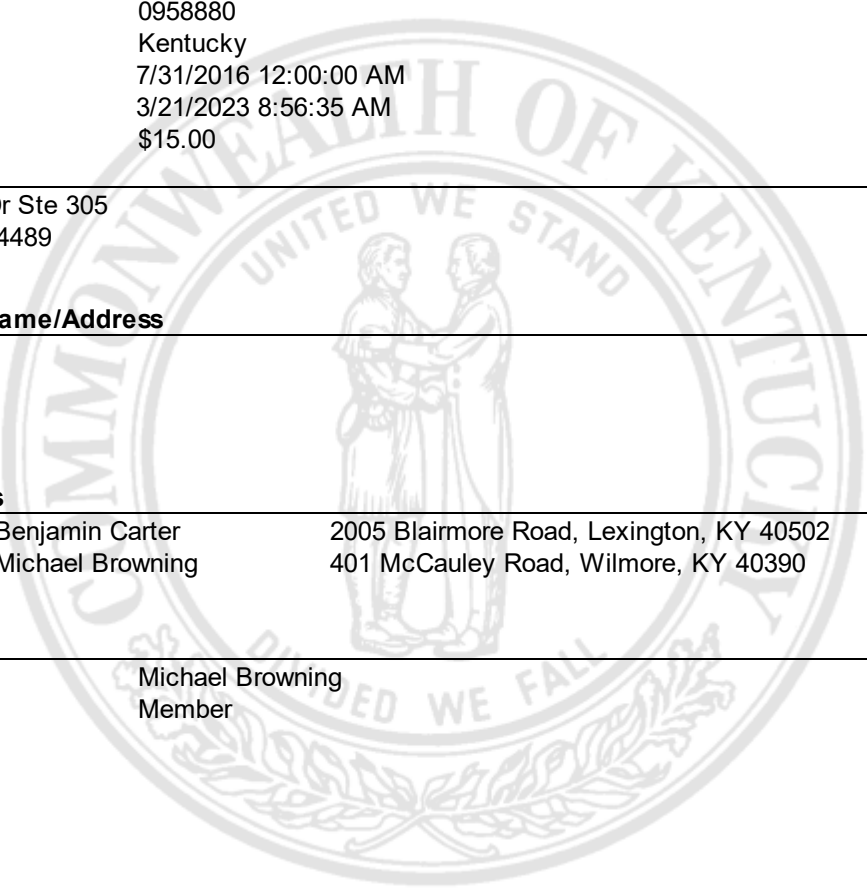 0958880
Kentucky
7/31/2016 12:00:00 AM
3/21/2023 8:56:35 AM
$15.00
r Ste 305
4489
ame/Address
s
Benjamin Carter 2005 Blairmore Road, Lexington, KY 40502
Michael Browning 401 McCauley Road, Wilmore, KY 40390
Michael Browning
Member
COMMONWEALTH OF KENTUCKY
UNITED WE STAND
DIVIDED WE FALL